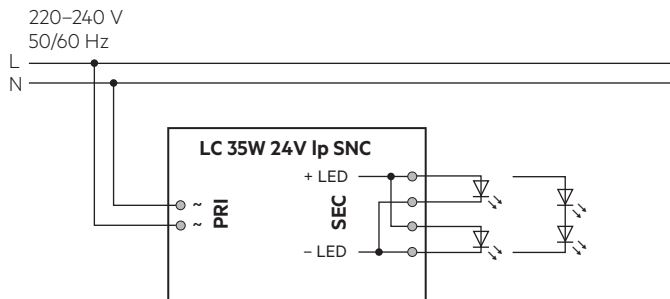 220–240 V
50/60 Hz
L
N
LC 35W 24V lp SNC
+ LED
~
PRI
SEC
~
– LED